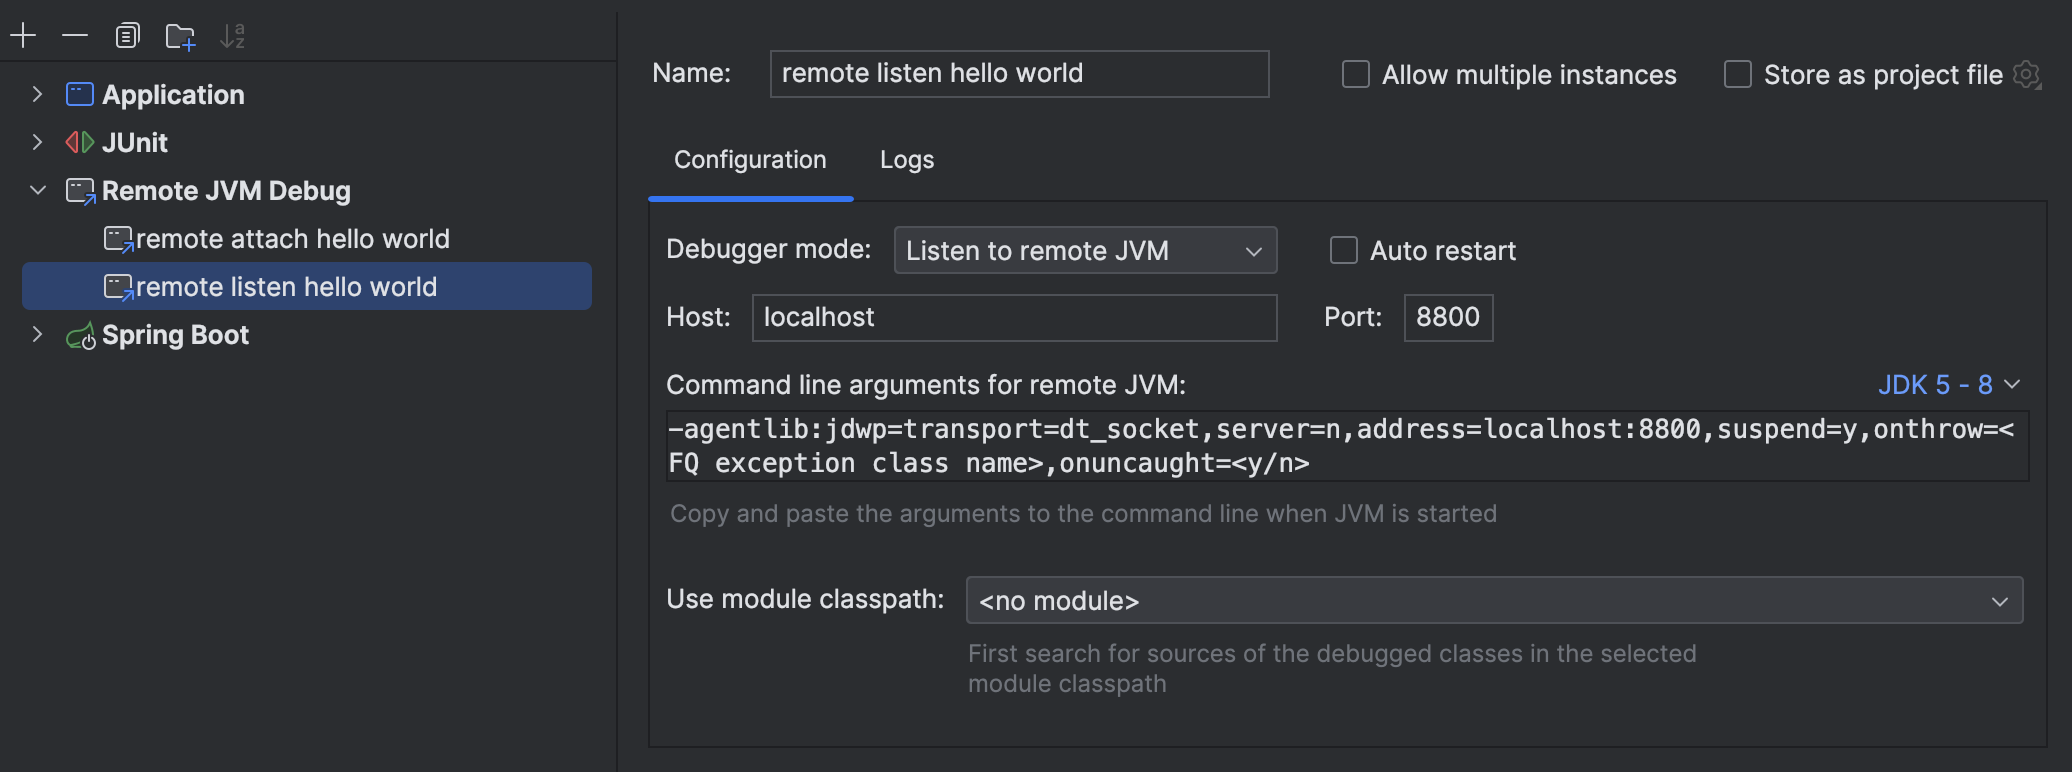 Application
JUnit
Remote JVM Debug
remote attach hello world
remote listen hello world
Spring Boot
Name: remote listen hello world Allow multiple instances Store as project file
Configuration Logs
Debugger mode: Listen to remote JVM Auto restart
Host: localhost Port: 8800
Command line arguments for remote JVM: JDK 5 - 8
-agentlib:jdwp=transport=dt_socket,server=n,address=localhost:8800,suspend=y,onthrow=<
FQ exception class name>,onuncaught=<y/n>
Copy and paste the arguments to the command line when JVM is started
Use module classpath: <no module>
First search for sources of the debugged classes in the selected
module classpath